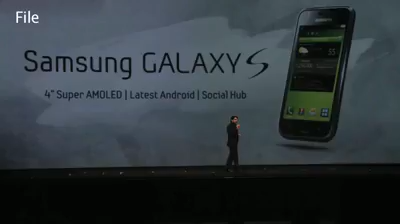 File
Samsung GALAXY S
4" Super AMOLED | Latest Android | Social Hub